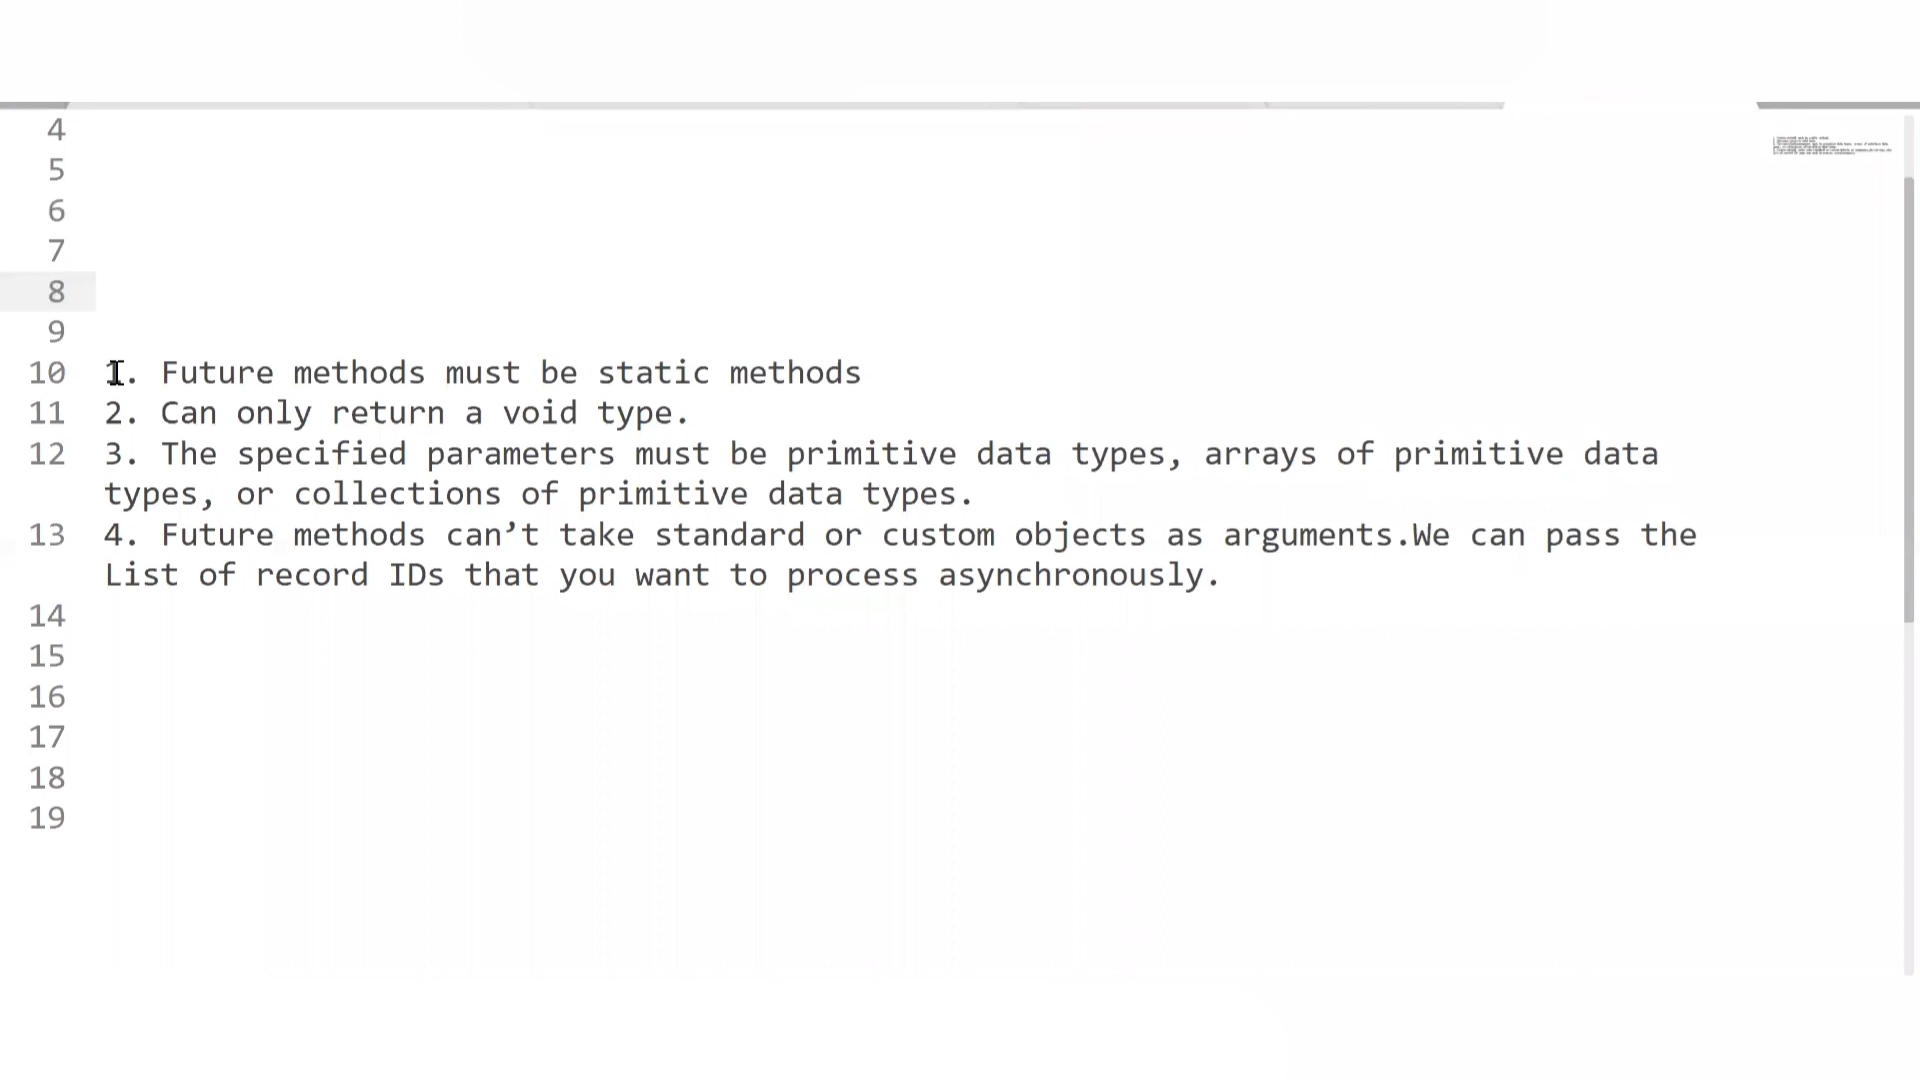 4
5
6
7
8
9
10 1. Future methods must be static methods
11 2. Can only return a void type.
12 3. The specified parameters must be primitive data types, arrays of primitive data
types, or collections of primitive data types.
13 4. Future methods can’t take standard or custom objects as arguments.We can pass the
List of record IDs that you want to process asynchronously.
14
15
16
17
18
19